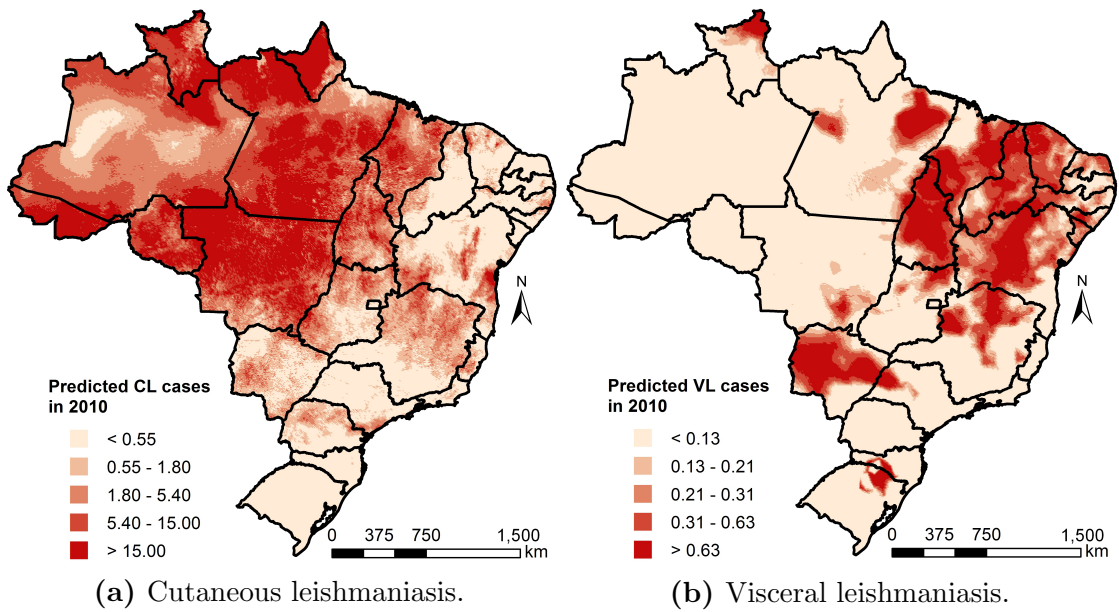 N
Predicted CL cases
in 2010
< 0.55
0.55 - 1.80
1.80 - 5.40
5.40 - 15.00
> 15.00
0 375 750 1,500
km
(a) Cutaneous leishmaniasis.
N
Predicted VL cases
in 2010
< 0.13
0.13 - 0.21
0.21 - 0.31
0.31 - 0.63
> 0.63
0 375 750 1,500
km
(b) Visceral leishmaniasis.